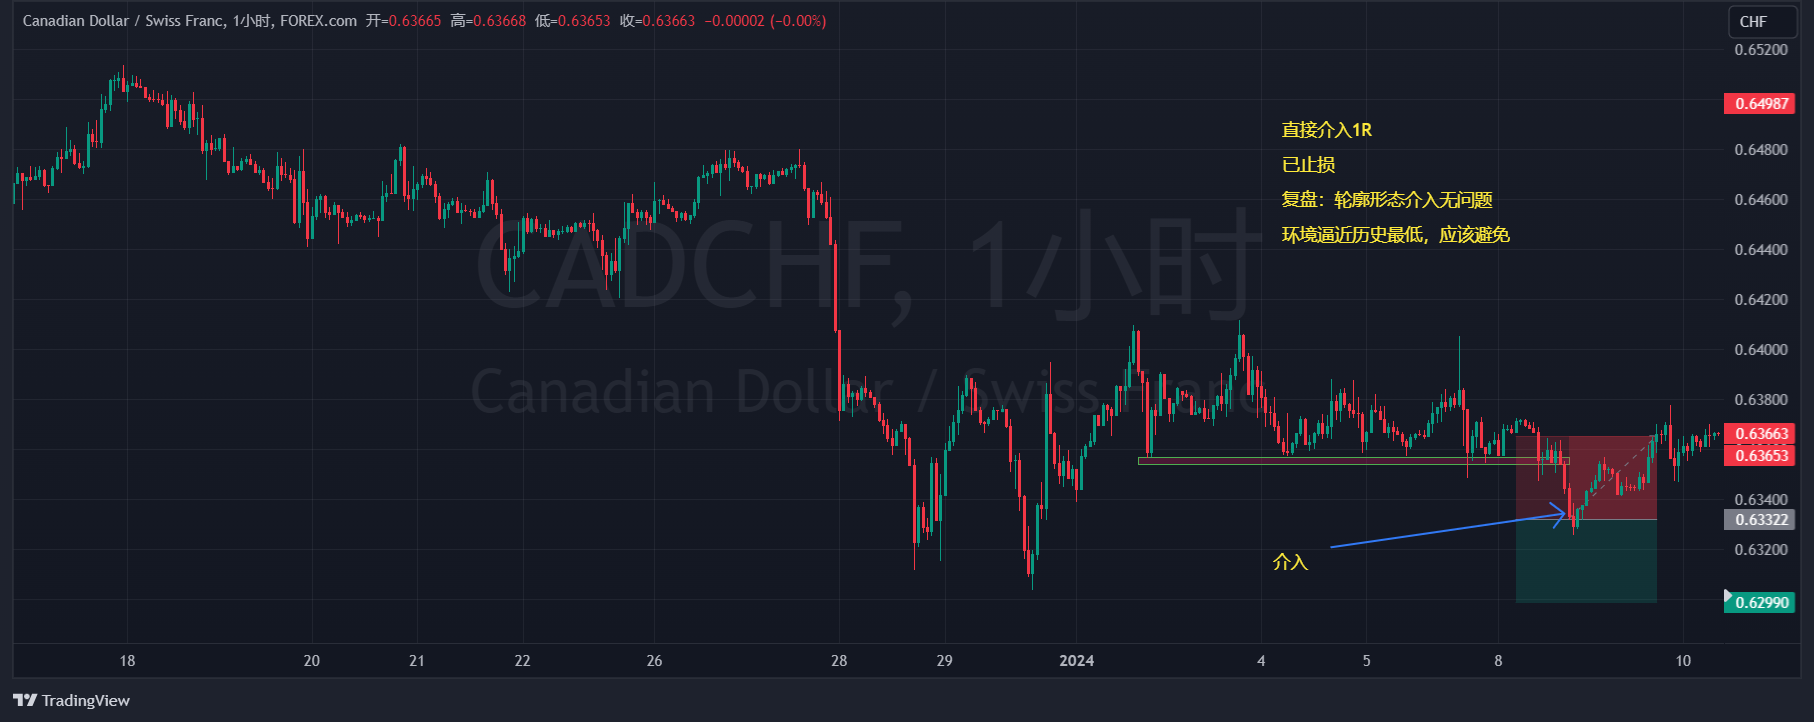 Canadian Dollar / Swiss Franc, 1小时, FOREX.com 开=0.63665 高=0.63668 低=0.63653 收=0.63663 −0.00002 (−0.00%)
CHF
0.65200
0.64987
0.64800
0.64600
0.64400
0.64200
0.64000
0.63800
0.63663
0.63653
0.63400
0.63322
0.63200
0.62990
直接介入1R
已止损
复盘：轮廓形态介入无问题
环境逼近历史最低，应该避免
CADCHF, 1小时
Canadian Dollar / Swiss Franc
介入
18 20 21 22 26 28 29 2024 4 5 8 10
TradingView